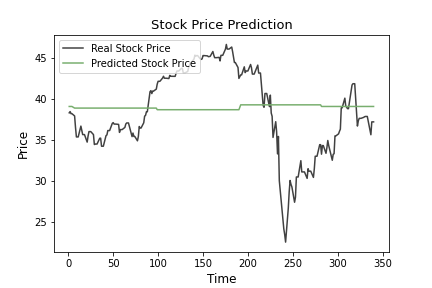 Stock Price Prediction
Real Stock Price
Predicted Stock Price
45
40
35
30
25
Price
0 50 100 150 200 250 300 350
Time